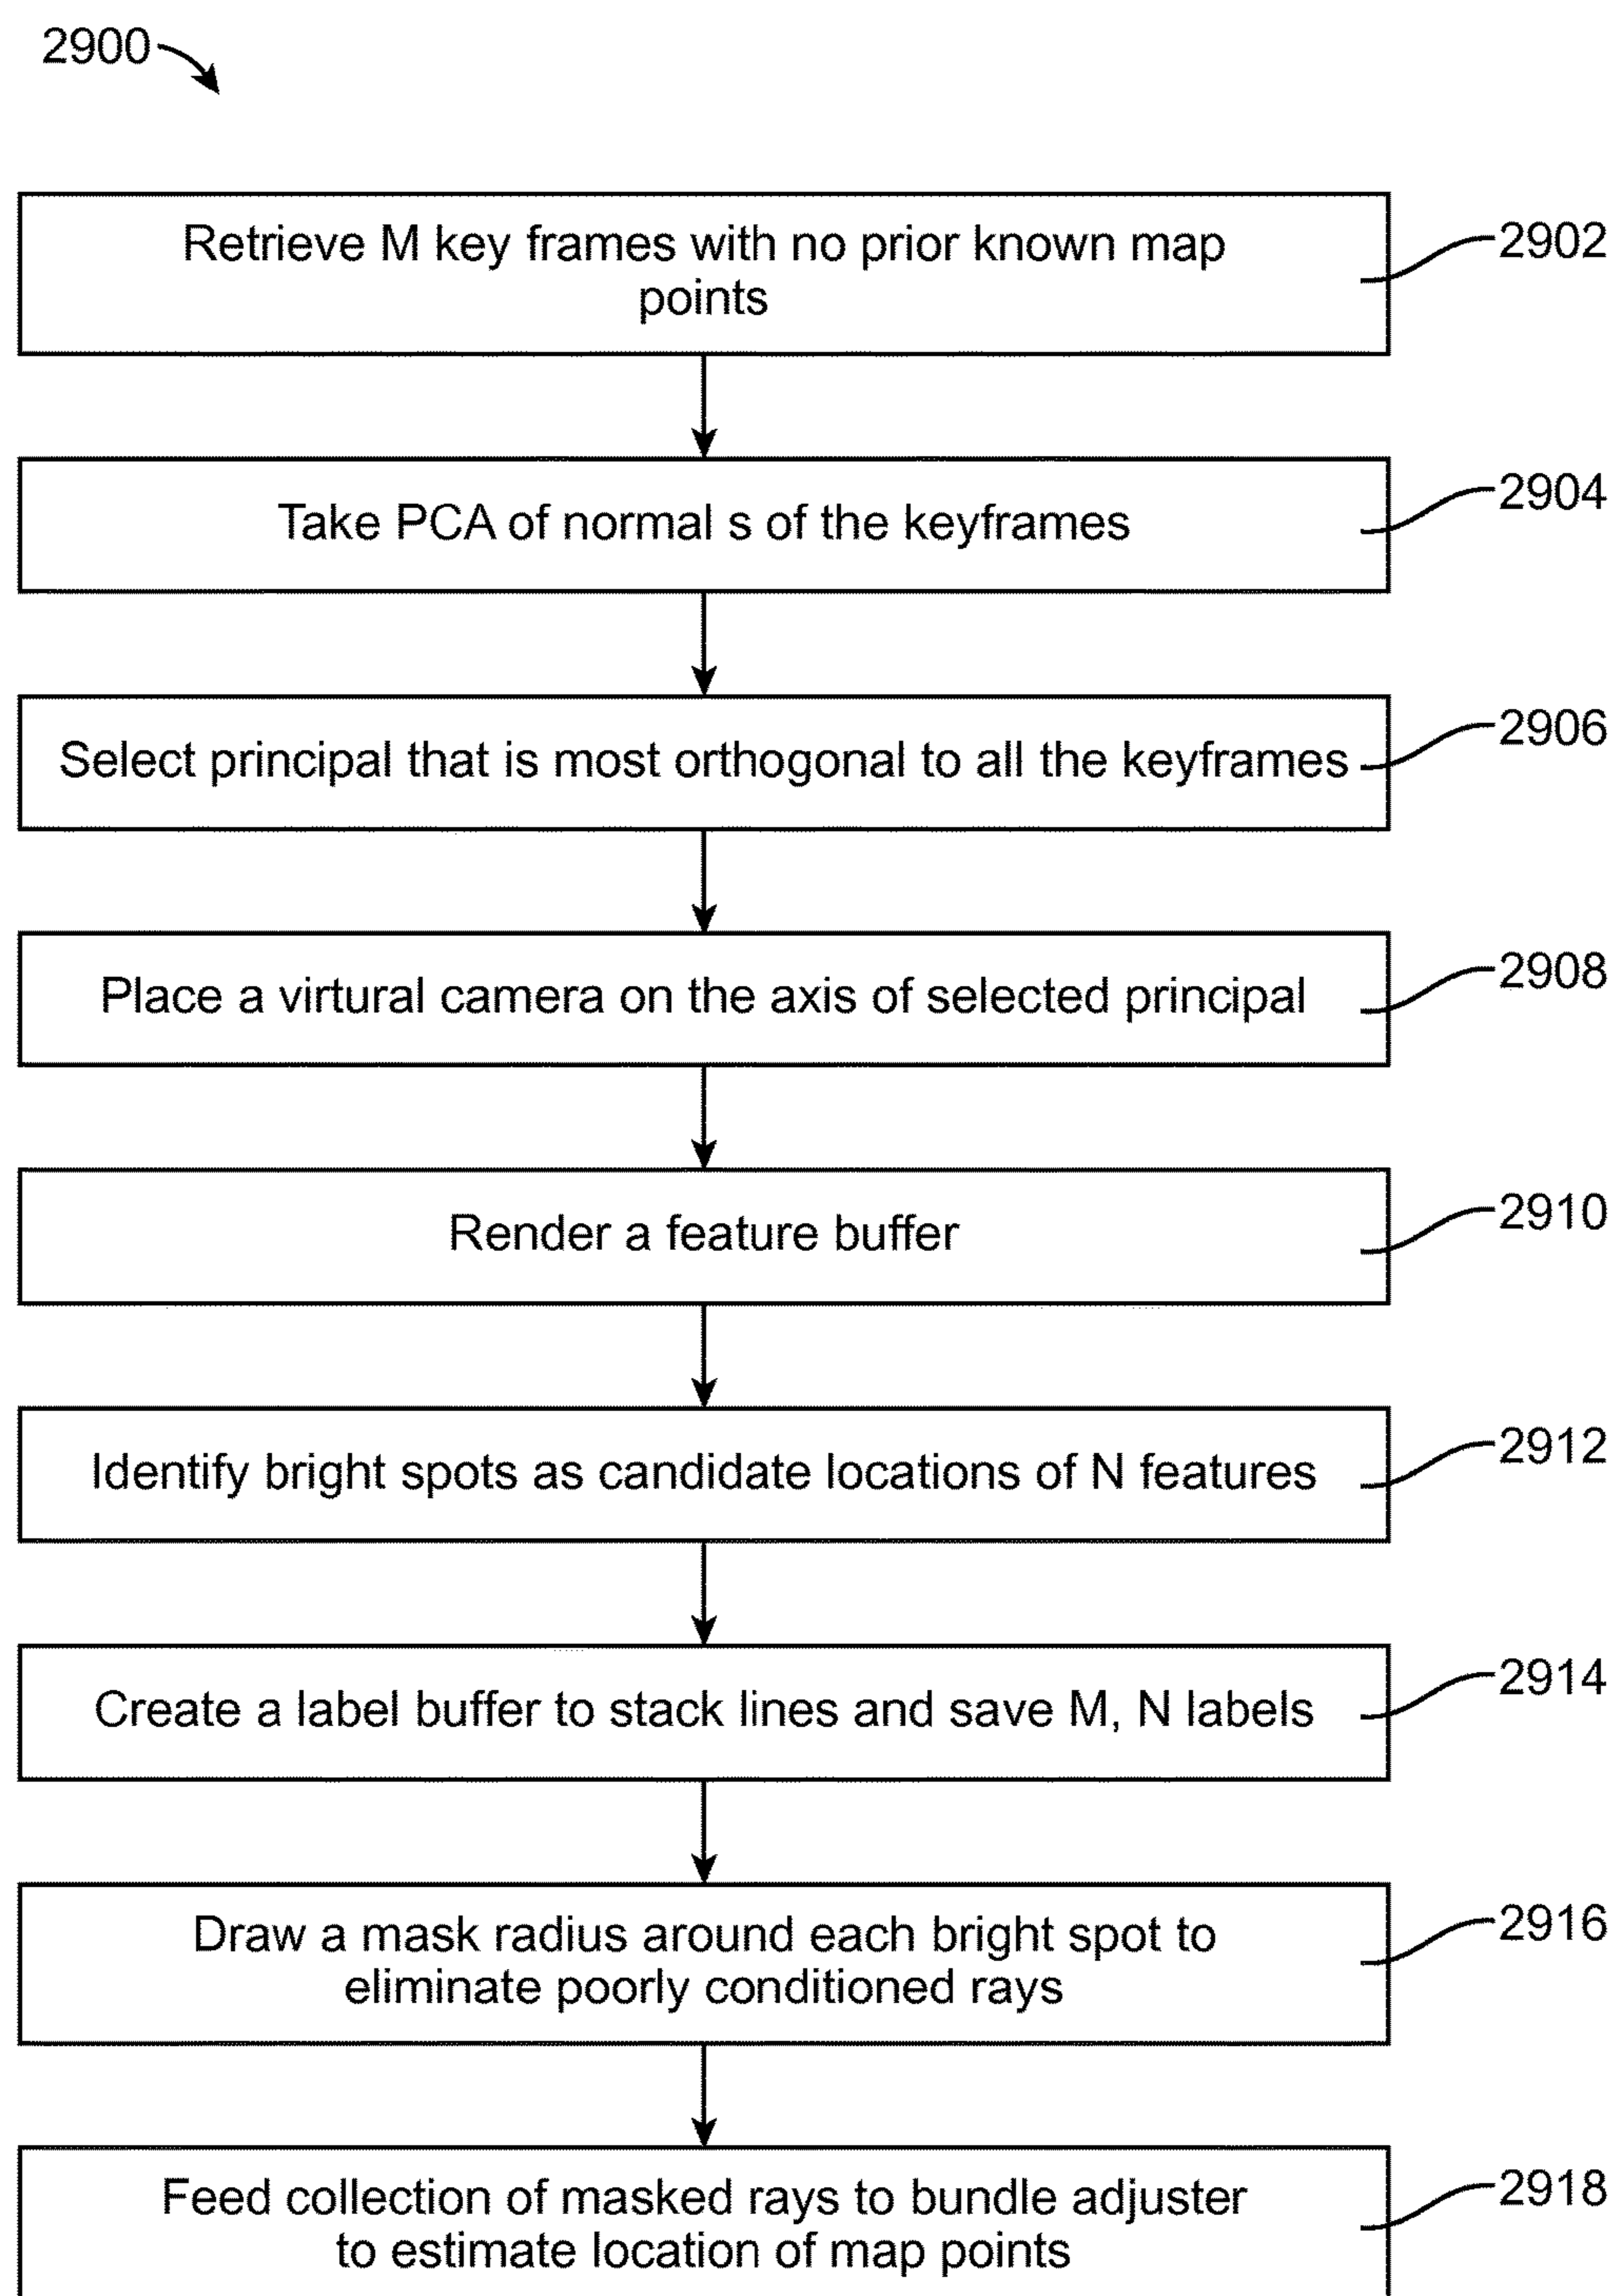 2900
Retrieve M key frames with no prior known map
points
2902
Take PCA of normal s of the keyframes
2904
Select principal that is most orthogonal to all the keyframes
2906
Place a virtural camera on the axis of selected principal
2908
Render a feature buffer
2910
Identify bright spots as candidate locations of N features
2912
Create a label buffer to stack lines and save M, N labels
2914
Draw a mask radius around each bright spot to
eliminate poorly conditioned rays
2916
Feed collection of masked rays to bundle adjuster
to estimate location of map points
2918